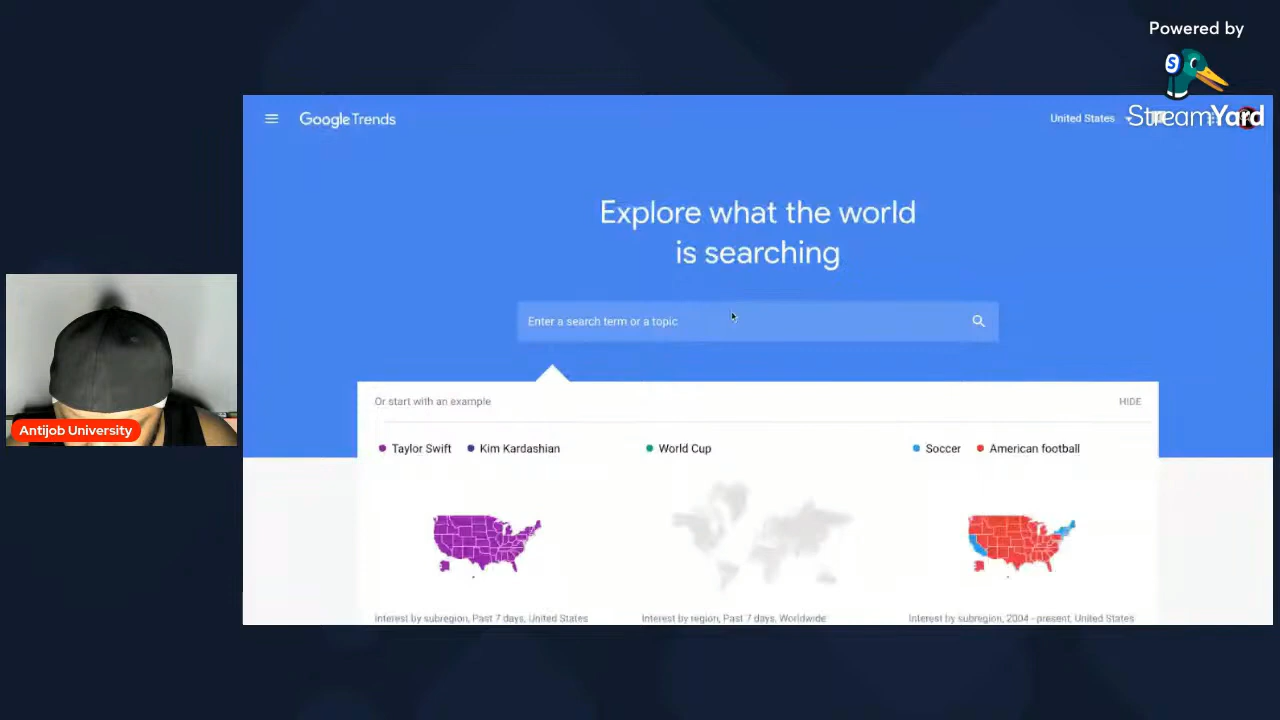 Powered by
StreamYard
Google Trends
United States
Explore what the world
is searching
Enter a search term or a topic
Or start with an example
HIDE
Taylor Swift Kim Kardashian
World Cup
Soccer American football
Interest by subregion, Past 7 days, United States
Interest by region, Past 7 days, Worldwide
Interest by subregion, 2004 - present, United States
Antijob University